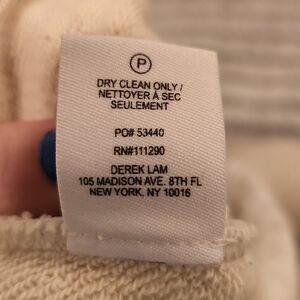 P
DRY CLEAN ONLY /
NETTOYER À SEC
SEULEMENT
PO# 53440
RN#111290
DEREK LAM
105 MADISON AVE. 8TH FL
NEW YORK, NY 10016